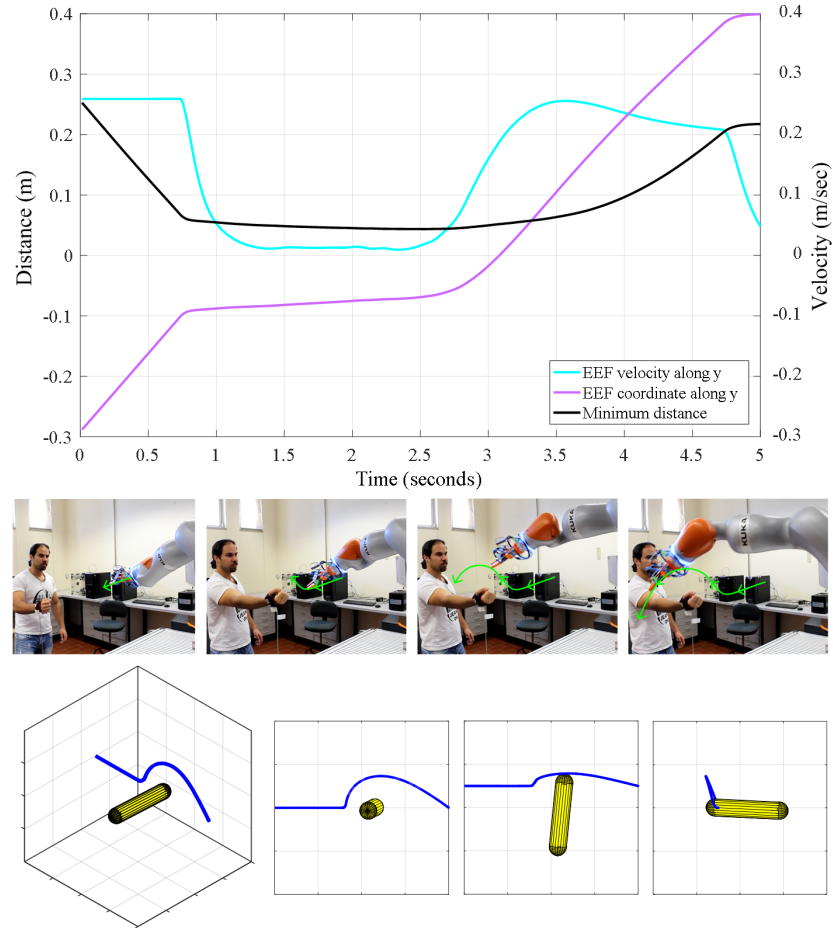 0.4
0.3
0.2
0.1
0
-0.1
-0.2
-0.3
Distance (m)
0.4
0.3
0.2
0.1
0
-0.1
-0.2
-0.3
Velocity (m/sec)
EEF velocity along y
EEF coordinate along y
Minimum distance
0 0.5 1 1.5 2 2.5 3 3.5 4 4.5 5
Time (seconds)
KUKA
KUKA
KUKA